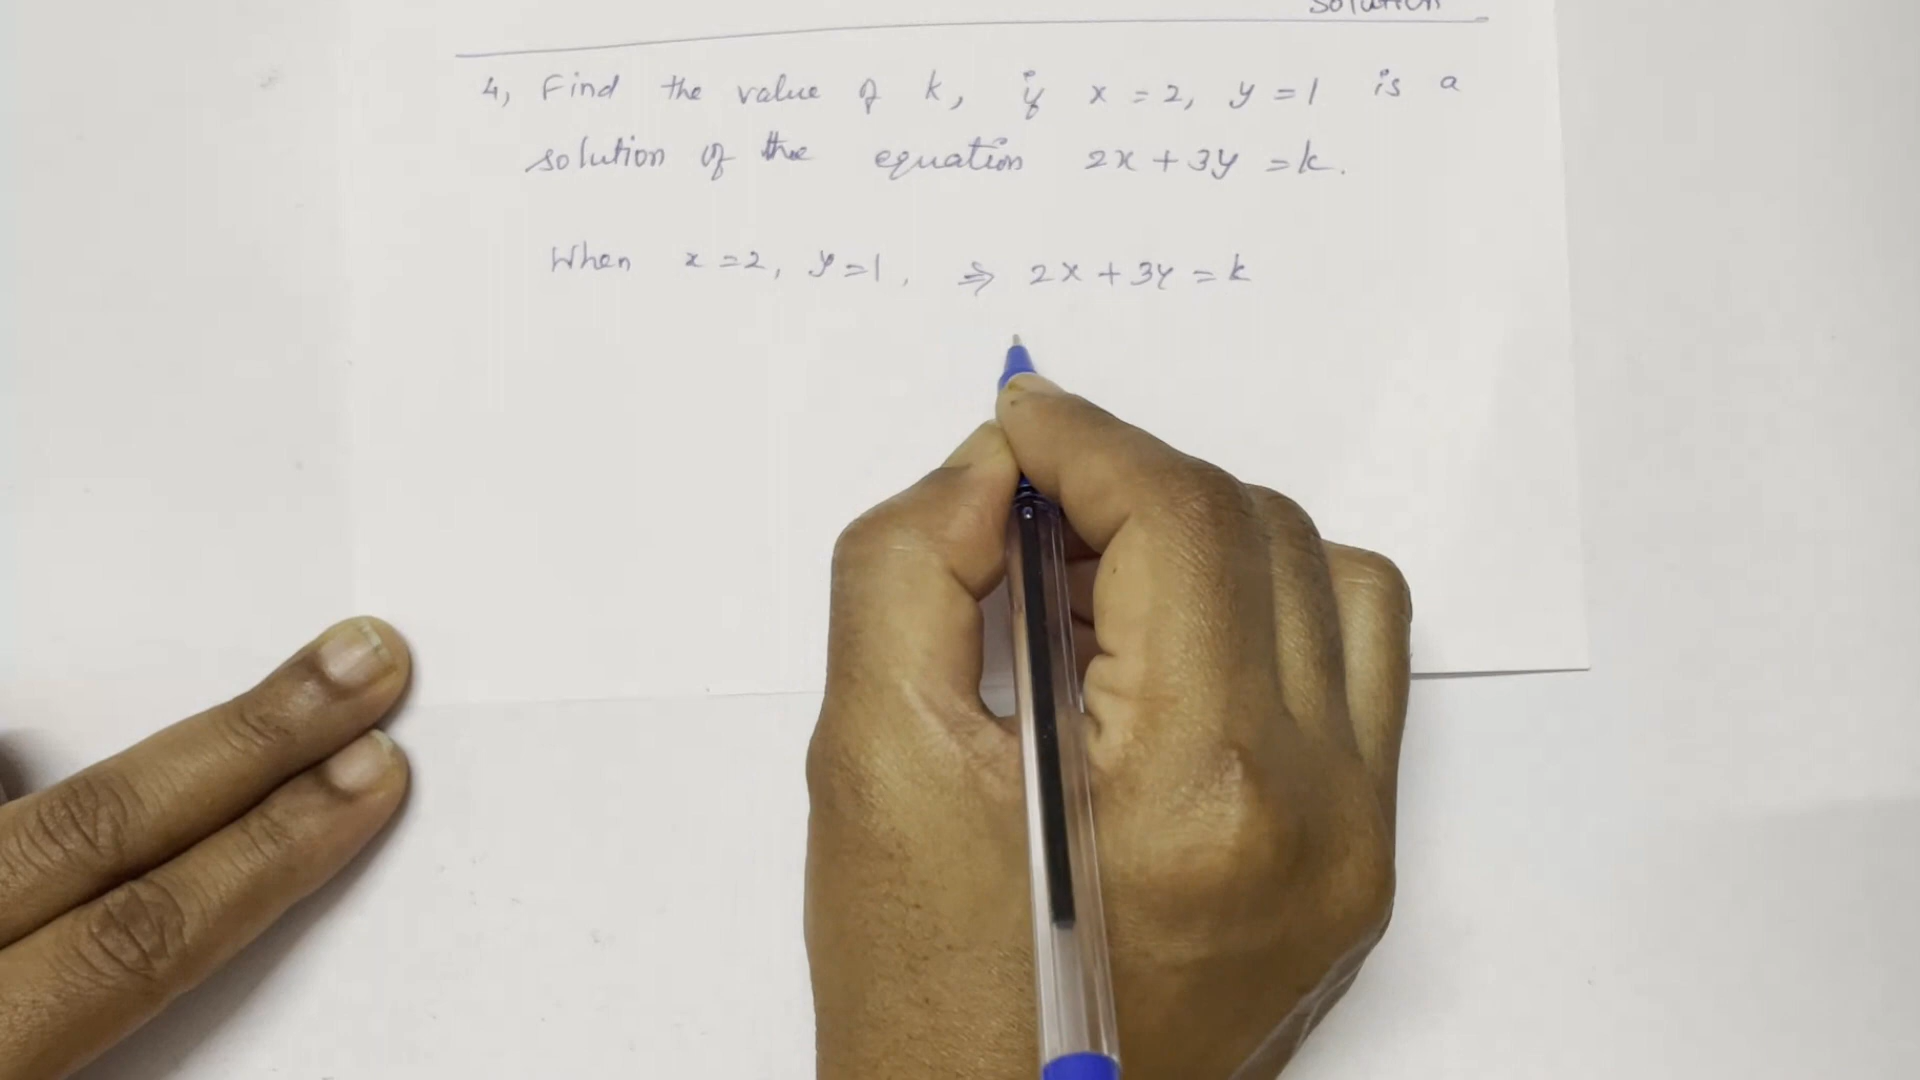 solution
4, Find the value of k, if x = 2, y = 1 is a
solution of the equation 2x + 3y = k.
When x = 2, y = 1, ⇒ 2x + 3y = k